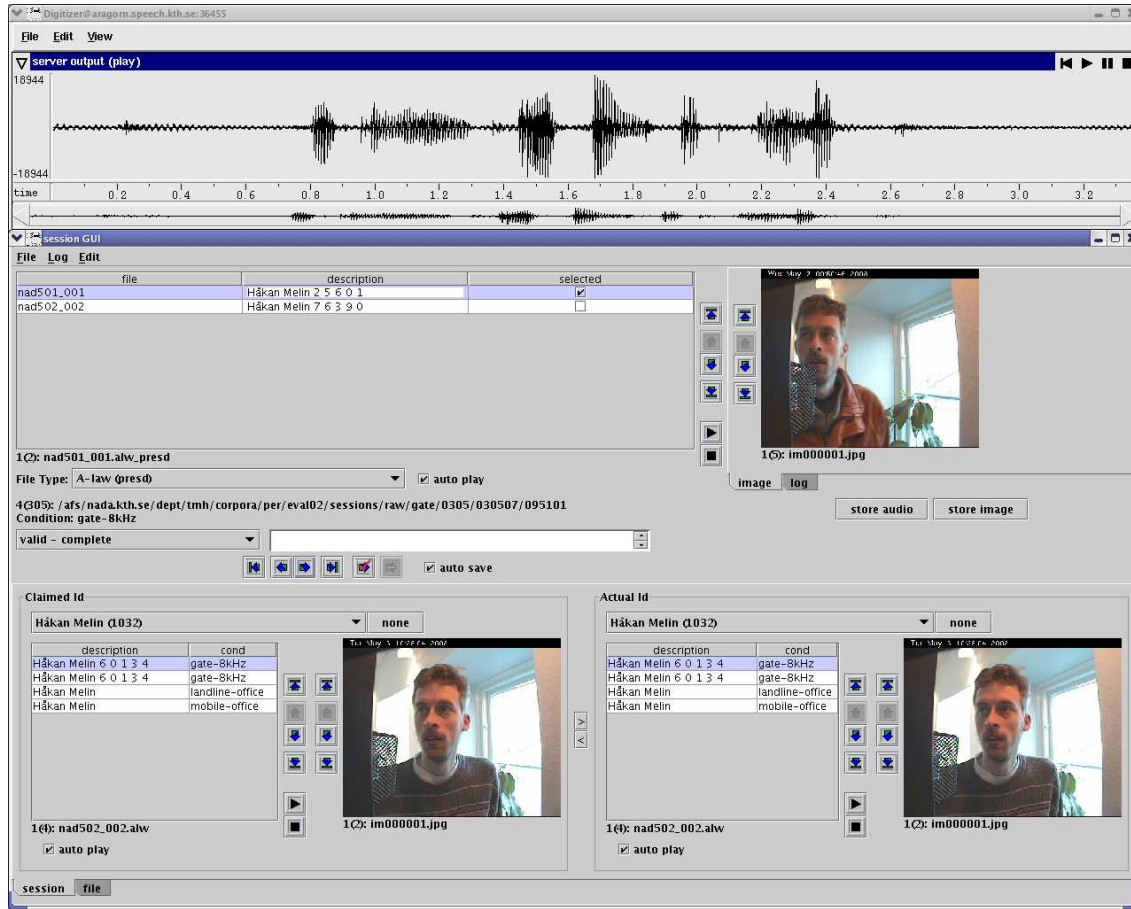 Digitizer@aragorn.speech.kth.se:36455
File Edit View
server output (play)
18944
-18944
time 0.2 0.4 0.6 0.8 1.0 1.2 1.4 1.6 1.8 2.0 2.2 2.4 2.6 2.8 3.0 3.2
session GUI
File Log Edit
file description selected
nad501_001 Håkan Melin 2 5 6 0 1
nad502_002 Håkan Melin 7 6 3 9 0
1(2): nad501_001.alw_presd
File Type: A-law (presd) auto play
1(5): im000001.jpg
image log
4(305): /afs/nada.kth.se/dept/tmh/corpora/per/eval02/sessions/raw/gate/0305/030507/095101
Condition: gate-8kHz
store audio store image
valid - complete
auto save
Claimed Id
Håkan Melin (1032) none
description cond
Håkan Melin 6 0 1 3 4 gate-8kHz
Håkan Melin 6 0 1 3 4 gate-8kHz
Håkan Melin landline-office
Håkan Melin mobile-office
1(4): nad502_002.alw
1(2): im000001.jpg
auto play
Actual Id
Håkan Melin (1032) none
description cond
Håkan Melin 6 0 1 3 4 gate-8kHz
Håkan Melin 6 0 1 3 4 gate-8kHz
Håkan Melin landline-office
Håkan Melin mobile-office
1(4): nad502_002.alw
1(2): im000001.jpg
auto play
> 
<
session file